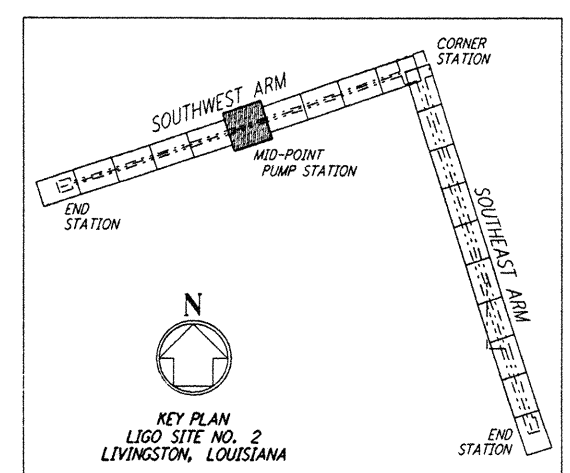 CORNER
STATION
SOUTHWEST ARM
MID-POINT
PUMP STATION
END
STATION
SOUTHEAST ARM
N
KEY PLAN
LIGO SITE NO. 2
LIVINGSTON, LOUISIANA
END
STATION